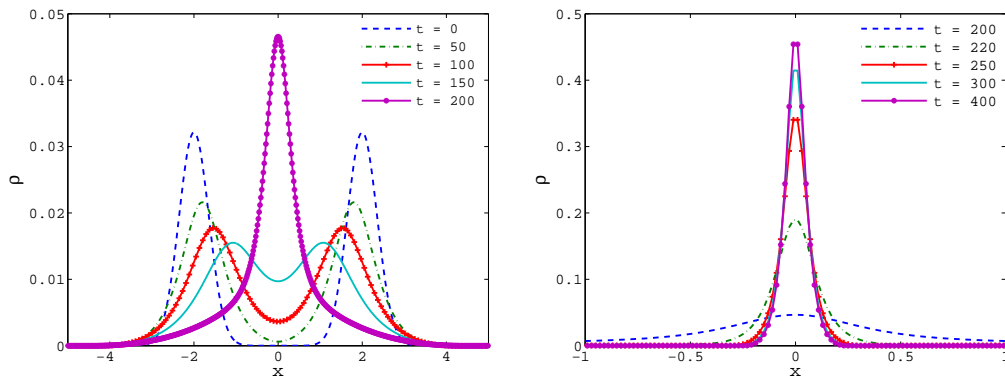 0.05
0.04
0.03
0.02
0.01
0
ρ
−4
−2
0
2
4
x
t = 0
t = 50
t = 100
t = 150
t = 200
0.5
0.4
0.3
0.2
0.1
0
ρ
−1
−0.5
0
0.5
1
x
t = 200
t = 220
t = 250
t = 300
t = 400